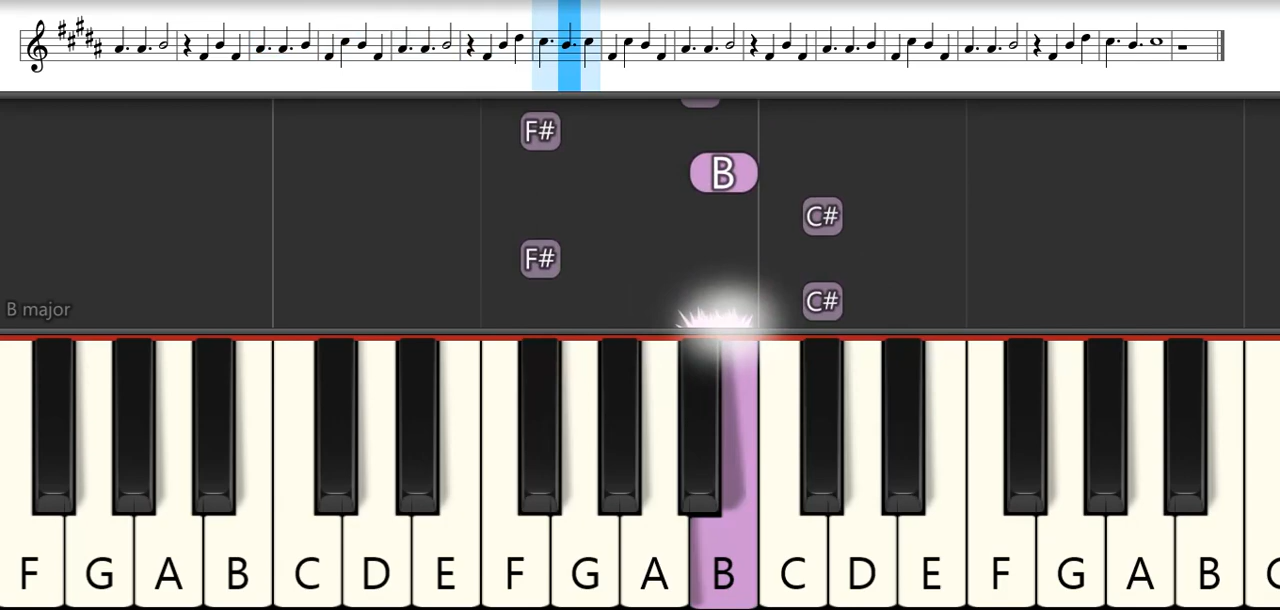 F#
B
C#
F#
C#
B major
F G A B C D E F G A B C D E F G A B C